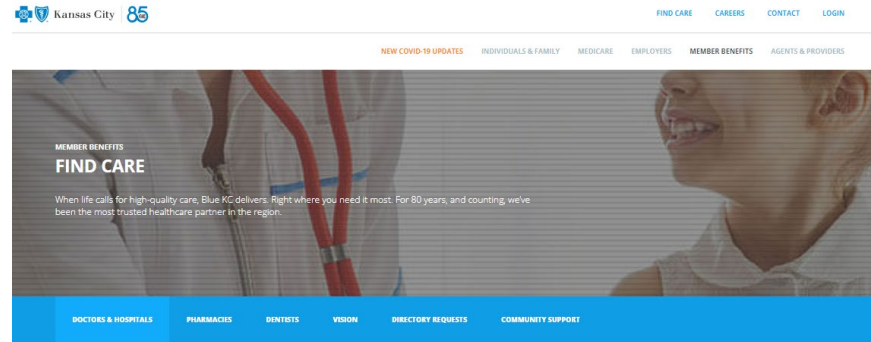 Kansas City 85
FIND CARE CAREERS CONTACT LOGIN
NEW COVID-19 UPDATES INDIVIDUALS & FAMILY MEDICARE EMPLOYERS MEMBER BENEFITS AGENTS & PROVIDERS
MEMBER BENEFITS
FIND CARE
When life calls for high-quality care, Blue KC delivers. Right where you need it most. For 80 years, and counting, we've
been the most trusted healthcare partner in the region.
DOCTORS & HOSPITALS PHARMACIES DENTISTS VISION DIRECTORY REQUESTS COMMUNITY SUPPORT